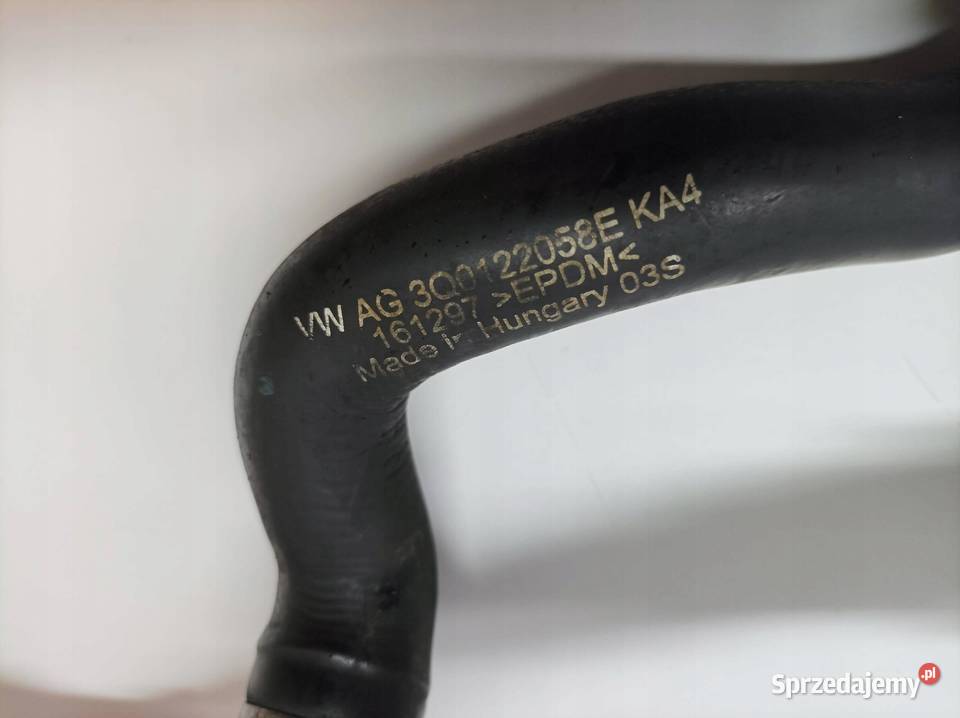 VW AG 3Q0122058E KA4
161297 >EPDM<
Made in Hungary 03S
Sprzedajemy.pl